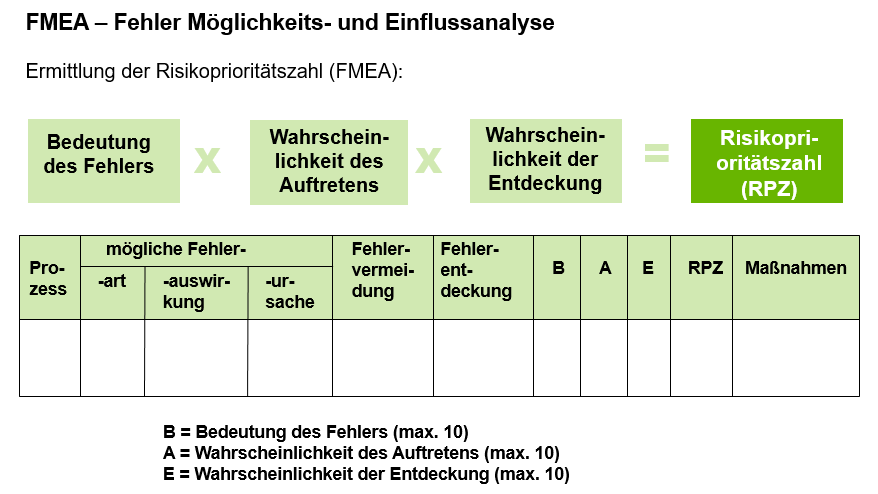 FMEA – Fehler Möglichkeits- und Einflussanalyse
Ermittlung der Risikoprioritätszahl (FMEA):
Bedeutung
des Fehlers
x
Wahrschein-
lichkeit des
Auftretens
x
Wahrschein-
lichkeit der
Entdeckung
=
Risikopri-
oritätszahl
(RPZ)
Pro-
zess
mögliche Fehler-
-art
-auswir-
kung
-ur-
sache
Fehler-
vermei-
dung
Fehler-
ent-
deckung
B
A
E
RPZ
Maßnahmen
B = Bedeutung des Fehlers (max. 10)
A = Wahrscheinlichkeit des Auftretens (max. 10)
E = Wahrscheinlichkeit der Entdeckung (max. 10)